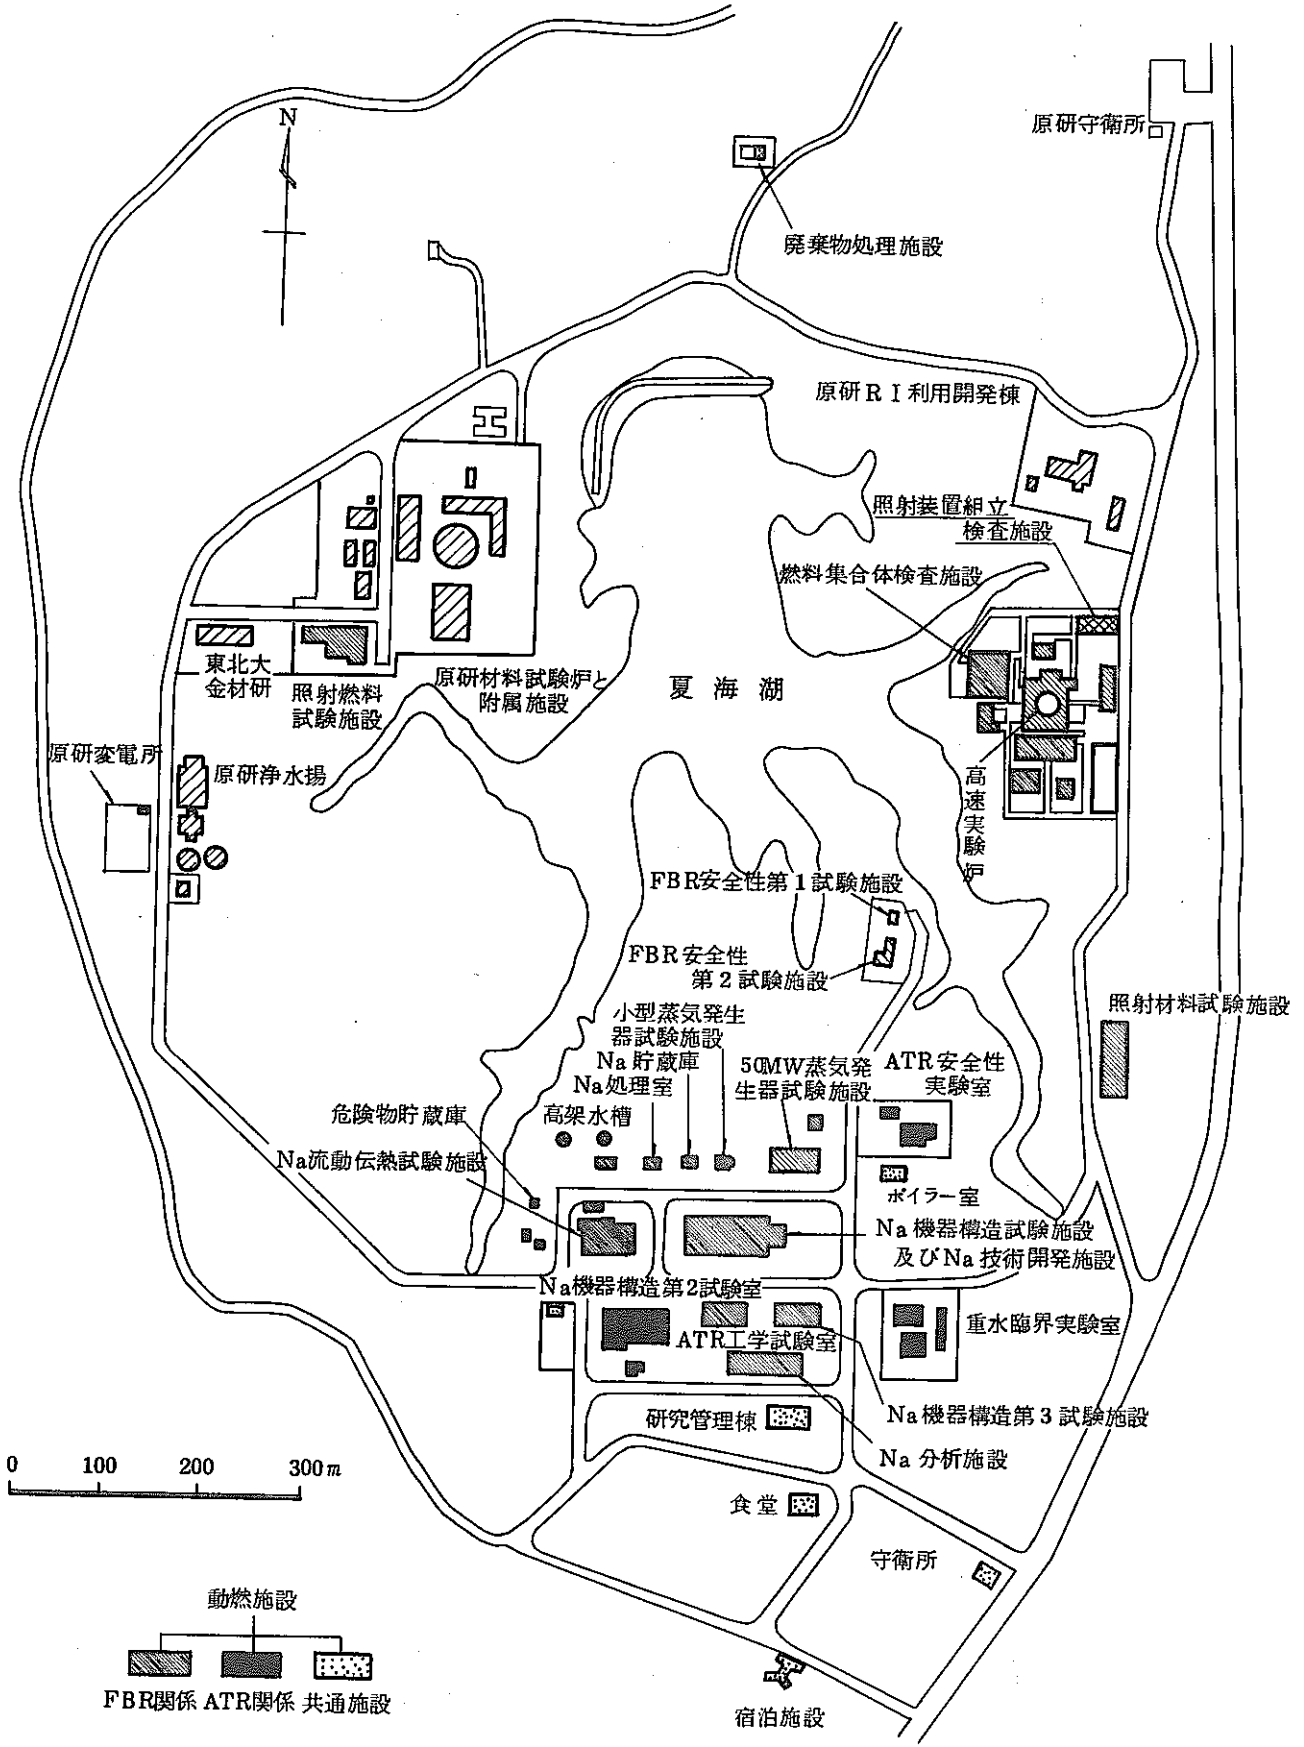 N
原研守衛所
廃棄物処理施設
原研ＲＩ利用開発棟
照射装置組立
検査施設
燃料集合体検査施設
東北大
金材研
照射燃料
試験施設
原研材料試験炉と
附属施設
夏海湖
原研変電所
原研浄水揚
高速実験炉
FBR安全性第1試験施設
FBR安全性
第2試験施設
小型蒸気発生
器試験施設
Na貯蔵庫
Na処理室
50MW蒸気発
生器試験施設
ATR安全性
実験室
照射材料試験施設
危険物貯蔵庫
高架水槽
Na流動伝熱試験施設
ボイラー室
Na機器構造試験施設
及びNa技術開発施設
Na機器構造第2試験室
ATR工学試験室
重水臨界実験室
研究管理棟
Na機器構造第3試験施設
Na分析施設
0 100 200 300m
食堂
守衛所
動燃施設
FBR関係 ATR関係 共通施設
宿泊施設